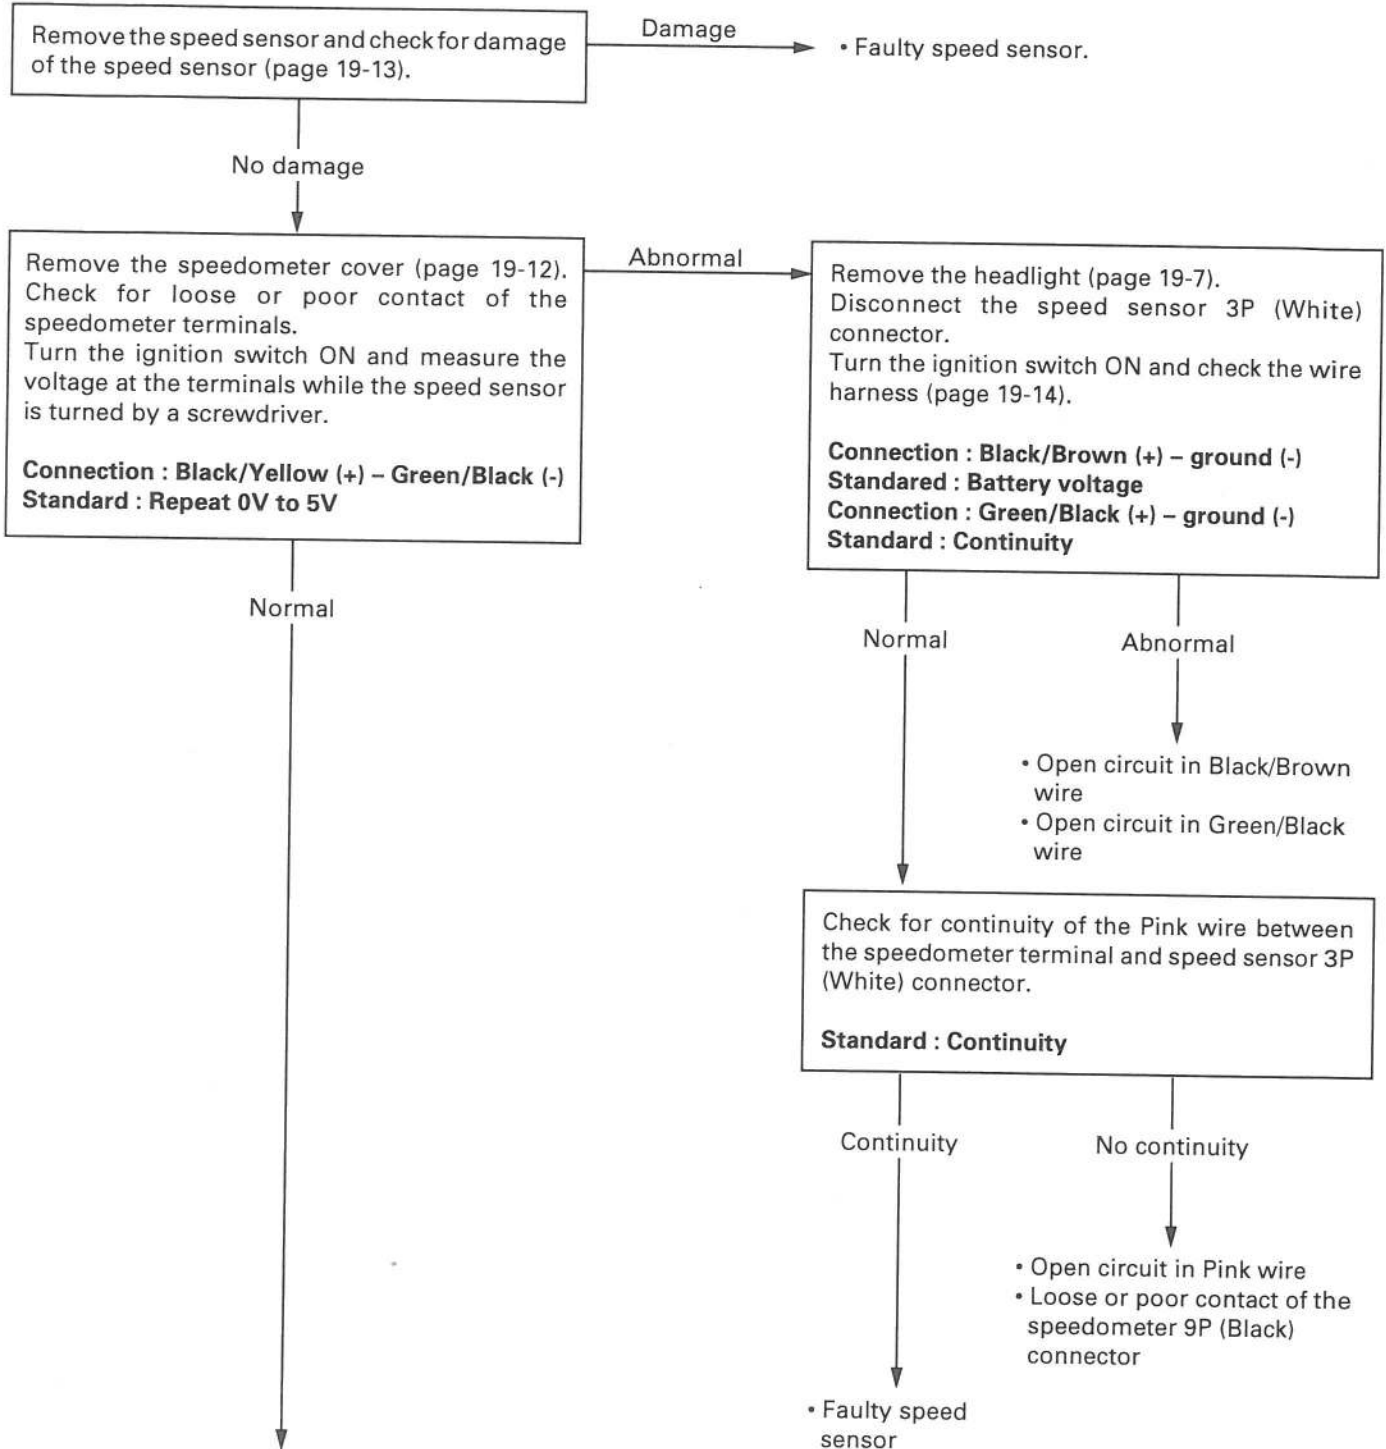 Remove the speed sensor and check for damage
of the speed sensor (page 19-13).
Damage
• Faulty speed sensor.
No damage
Remove the speedometer cover (page 19-12).
Check for loose or poor contact of the
speedometer terminals.
Turn the ignition switch ON and measure the
voltage at the terminals while the speed sensor
is turned by a screwdriver.
Connection : Black/Yellow (+) – Green/Black (-)
Standard : Repeat 0V to 5V
Abnormal
Remove the headlight (page 19-7).
Disconnect the speed sensor 3P (White)
connector.
Turn the ignition switch ON and check the wire
harness (page 19-14).
Connection : Black/Brown (+) – ground (-)
Standared : Battery voltage
Connection : Green/Black (+) – ground (-)
Standard : Continuity
Normal
Normal
Abnormal
• Open circuit in Black/Brown
wire
• Open circuit in Green/Black
wire
Check for continuity of the Pink wire between
the speedometer terminal and speed sensor 3P
(White) connector.
Standard : Continuity
Continuity
No continuity
• Open circuit in Pink wire
• Loose or poor contact of the
speedometer 9P (Black)
connector
• Faulty speed
sensor